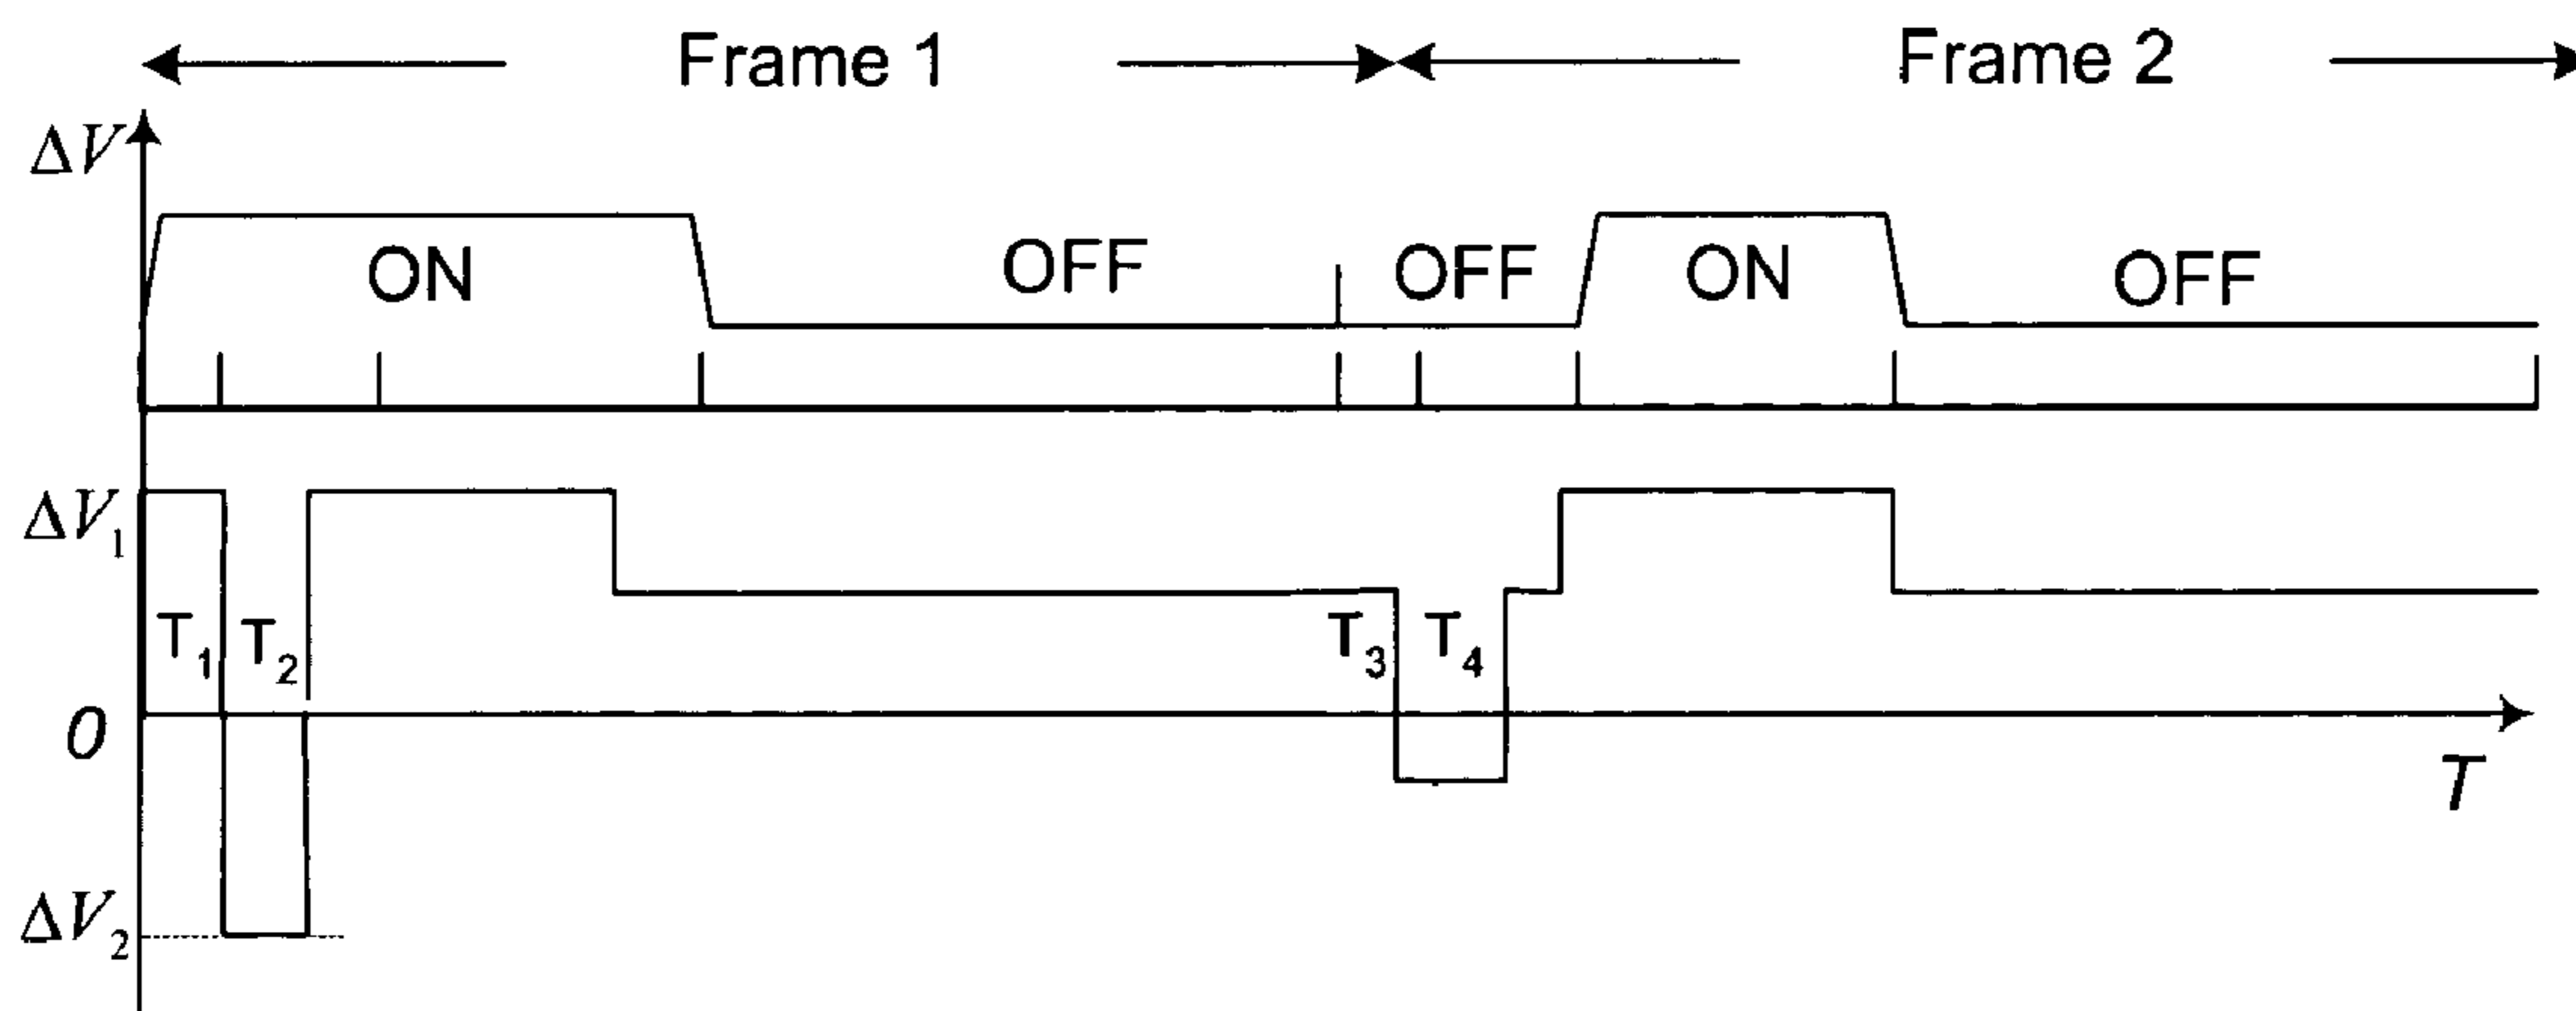 Frame 1 Frame 2
ΔV
ON OFF OFF ON OFF
ΔV₁
T₁ T₂ T₃ T₄
0
T
ΔV₂